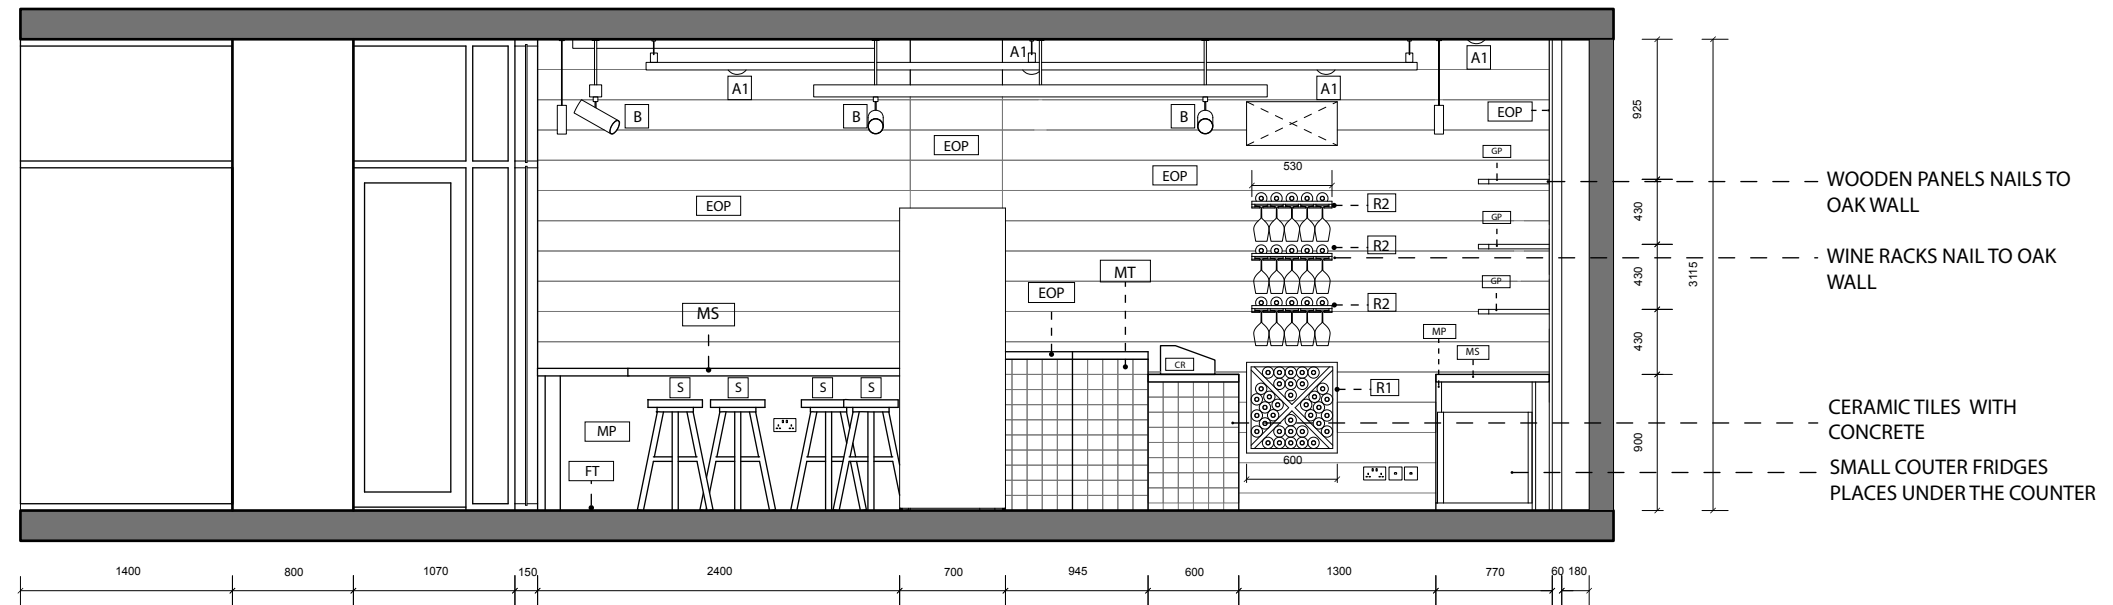 A1
A1
A1
A1
B
B
B
EOP
EOP
GP
530
EOP
WOODEN PANELS NAILS TO
OAK WALL
EOP
R2
GP
R2
WINE RACKS NAIL TO OAK
WALL
MT
GP
EOP
R2
MS
MP
MS
CR
S
S
S
S
R1
CERAMIC TILES WITH
CONCRETE
MP
600
FT
SMALL COUTER FRIDGES
PLACES UNDER THE COUNTER
925
430
430
430
900
3115
1400
800
1070
150
2400
700
945
600
1300
770
60
180